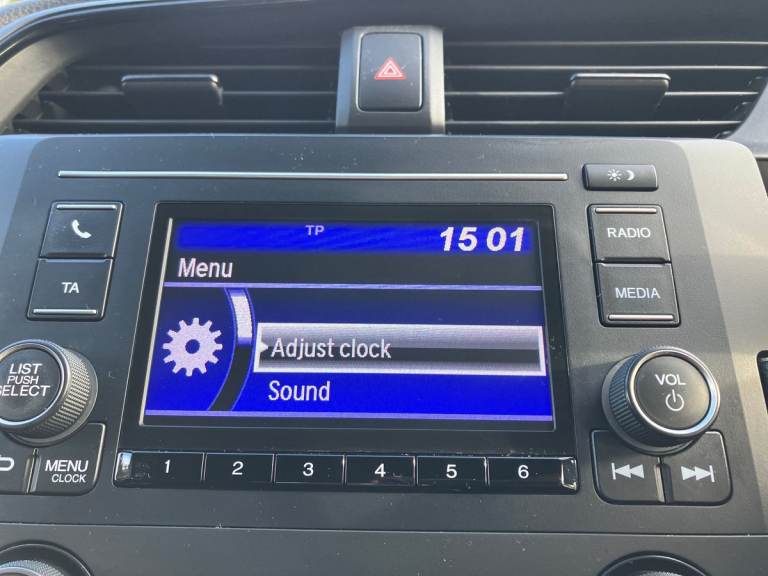 TP
15 01
Menu
Adjust clock
Sound
TA
LIST
PUSH
SELECT
MENU
CLOCK
1 2 3 4 5 6
RADIO
MEDIA
VOL